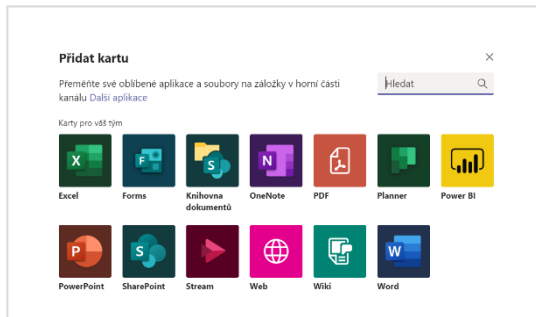 Přidat kartu
Přeměňte své oblíbené aplikace a soubory na záložky v horní části
kanálu Další aplikace
Hledat
Karty pro váš tým
X
F
S
N
Excel
Forms
Knihovna
dokumentů
OneNote
PDF
Planner
Power BI
P
S
W
PowerPoint
SharePoint
Stream
Web
Wiki
Word